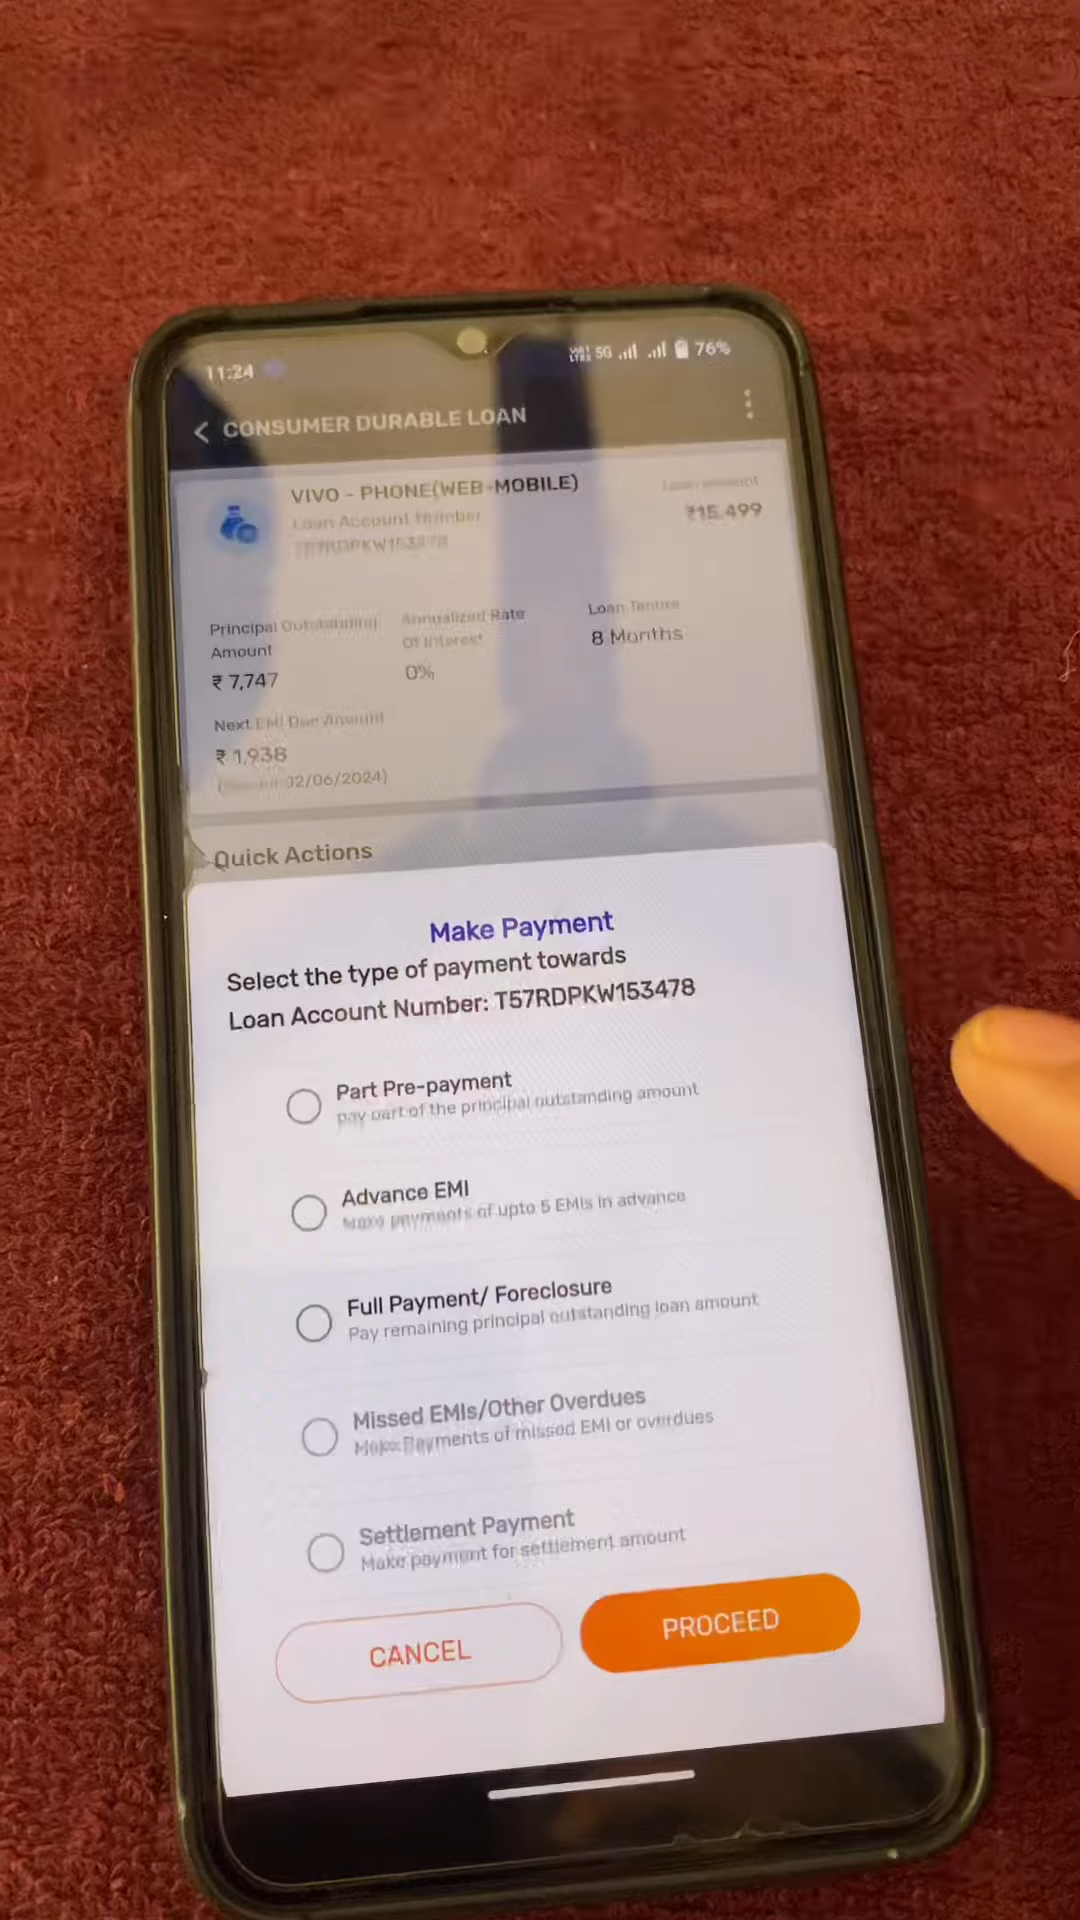 11:24
5G 76%
CONSUMER DURABLE LOAN
VIVO - PHONE(WEB-MOBILE)
Loan Amount
Loan Account Number
₹15,499
T57RDPKW153478
Principal Outstanding
Amount
₹ 7,747
Annualized Rate
Of Interest
0%
Loan Tenure
8 Months
Next EMI Due Amount
₹ 1,938
02/06/2024)
Quick Actions
Make Payment
Select the type of payment towards
Loan Account Number: T57RDPKW153478
Part Pre-payment
pay part of the principal outstanding amount
Advance EMI
Make payments of upto 5 EMIs in advance
Full Payment/ Foreclosure
Pay remaining principal outstanding loan amount
Missed EMIs/Other Overdues
Make Payments of missed EMI or overdues
Settlement Payment
Make payment for settlement amount
CANCEL
PROCEED